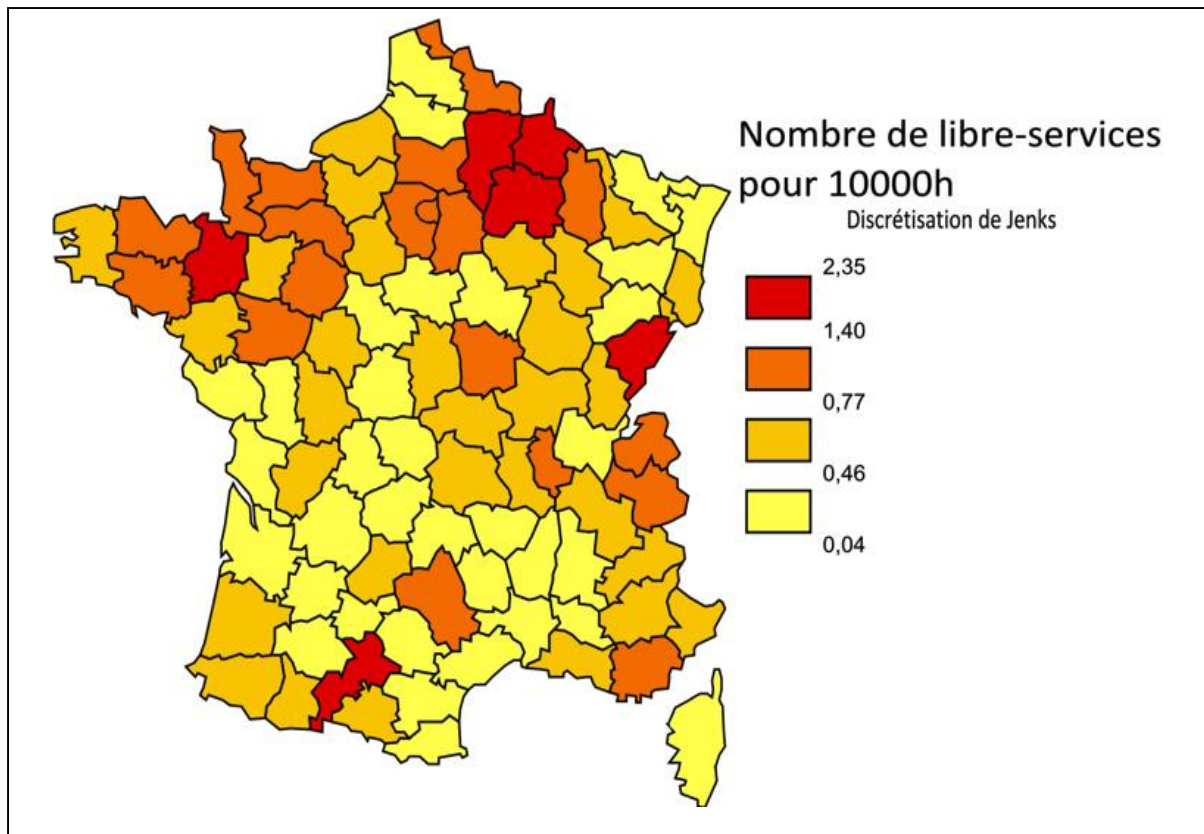 Nombre de libre-services
pour 10000h
Discrétisation de Jenks
2,35
1,40
0,77
0,46
0,04